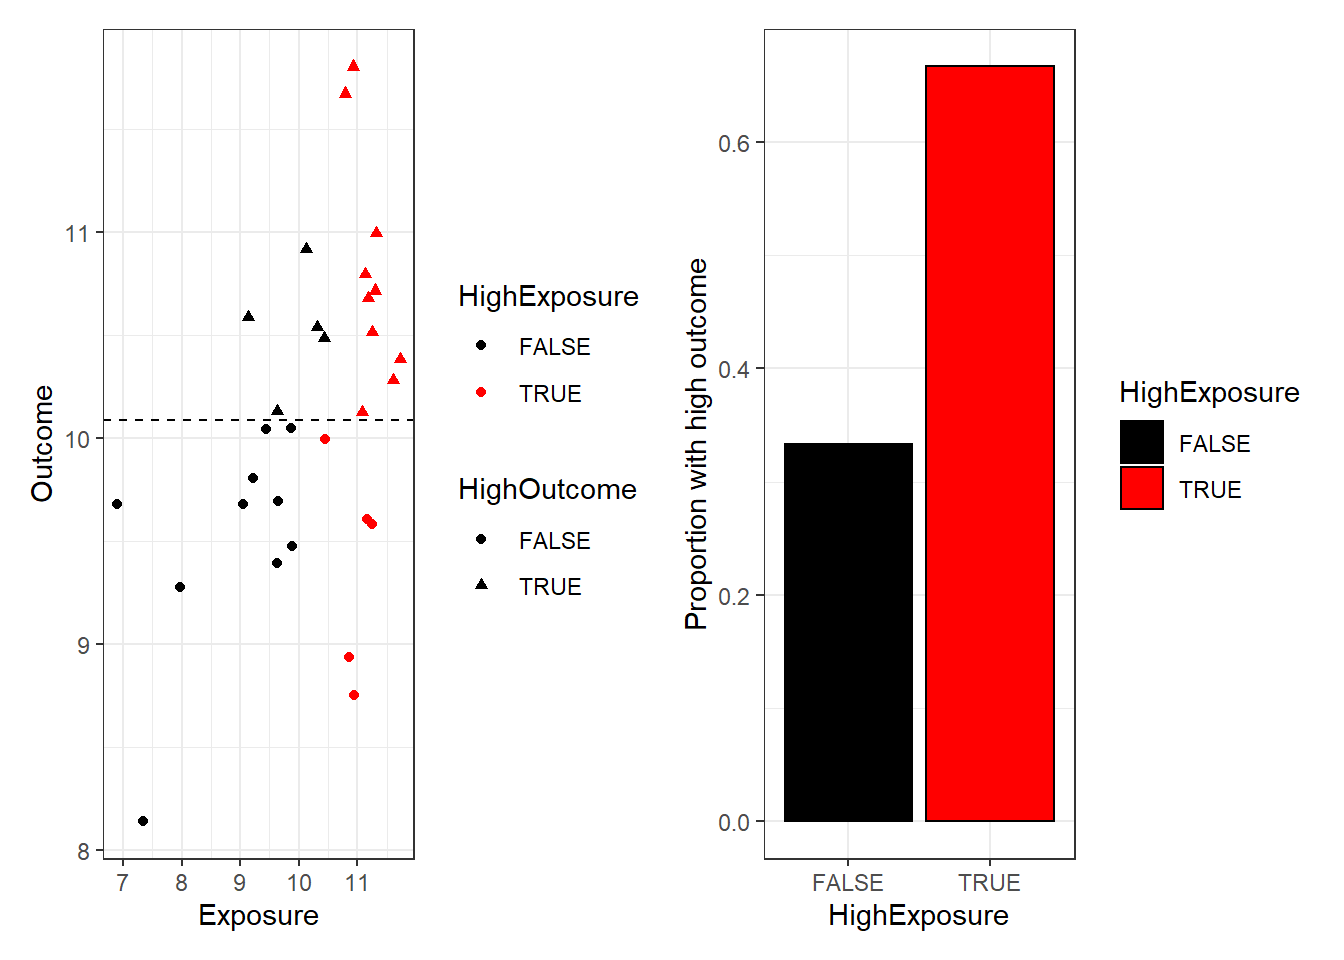 Outcome
11
10
9
8
7 8 9 10 11
Exposure
HighExposure
FALSE
TRUE
HighOutcome
FALSE
TRUE
Proportion with high outcome
0.6
0.4
0.2
0.0
FALSE TRUE
HighExposure
HighExposure
FALSE
TRUE